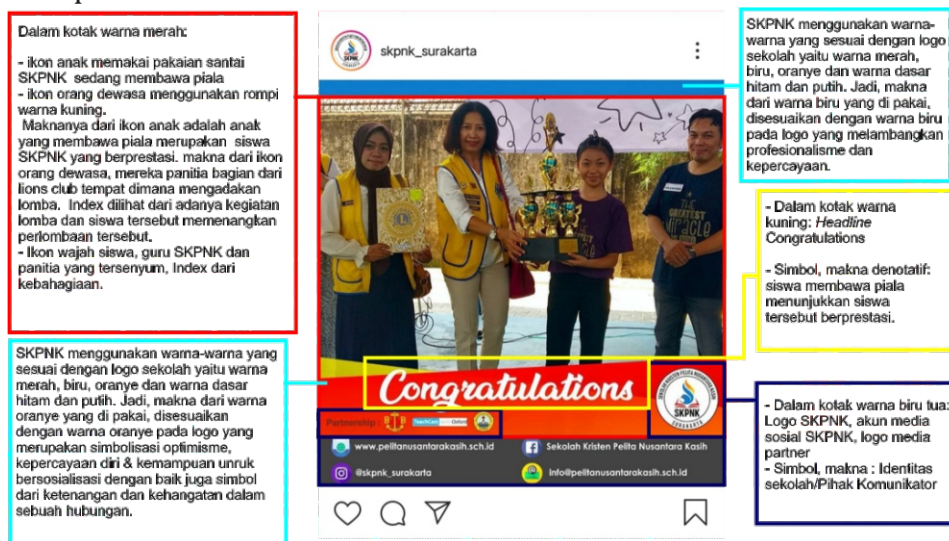 Dalam kotak warna merah:
- ikon anak memakai pakaian santai
SKPNK sedang membawa piala
- ikon orang dewasa menggunakan rompi
warna kuning.
Maknanya dari ikon anak adalah anak
yang membawa piala merupakan siswa
SKPNK yang berprestasi. makna dari ikon
orang dewasa, mereka panitia bagian dari
lions club tempat dimana mengadakan
lomba. Index dilihat dari adanya kegiatan
lomba dan siswa tersebut memenangkan
perlombaan tersebut.
- Ikon wajah siswa, guru SKPNK dan
panitia yang tersenyum, Index dari
kebahagiaan.
SKPNK menggunakan warna-warna yang
sesuai dengan logo sekolah yaitu warna
merah, biru, oranye dan warna dasar
hitam dan putih. Jadi, makna dari warna
oranye yang di pakai, disesuaikan
dengan warna oranye pada logo yang
merupakan simbolisasi optimisme,
kepercayaan diri & kemampuan unruk
bersosialisasi dengan baik juga simbol
dari ketenangan dan kehangatan dalam
sebuah hubungan.
skpnk_surakarta
THE
GREATEST
Miracle
Congratulations
SKPNK
SURAKARTA
Partnership :
TeachCast Oxford
www.pelitanusantarakasih.sch.id
Sekolah Kristen Pelita Nusantara Kasih
@skpnk_surakarta
info@pelitanusantarakasih.sch.id
SKPNK menggunakan warna-
warna yang sesuai dengan logo
sekolah yaitu warna merah,
biru, oranye dan warna dasar
hitam dan putih. Jadi, makna
dari warna biru yang di pakai,
disesuaikan dengan warna biru
pada logo yang melambangkan
profesionalisme dan
kepercayaan.
- Dalam kotak warna
kuning: Headline
Congratulations
- Simbol, makna denotatif:
siswa membawa piala
menunjukkan siswa
tersebut berprestasi.
- Dalam kotak warna biru tua:
Logo SKPNK, akun media
sosial SKPNK, logo media
partner
- Simbol, makna : Identitas
sekolah/Pihak Komunikator